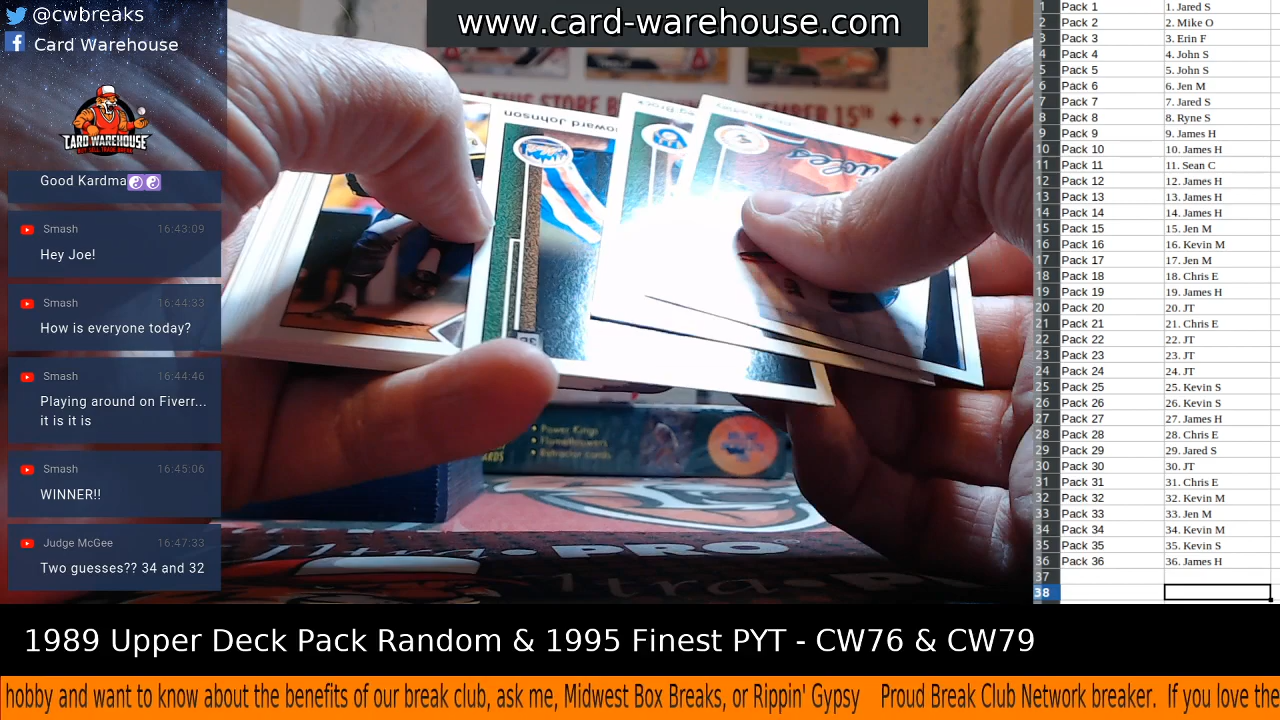 @cwbreaks
Card Warehouse
CARD WAREHOUSE
BUY SELL TRADE BREAK
Good Kardma
Smash 16:43:09
Hey Joe!
Smash 16:44:33
How is everyone today?
Smash 16:44:46
Playing around on Fiverr...
it is it is
Smash 16:45:06
WINNER!!
Judge McGee 16:47:33
Two guesses?? 34 and 32
www.card-warehouse.com
THIS STORE
EMBER 15th
oward Johnson
• Power Kings
• Flamethrowers
• Refractor cards
PRO
1 Pack 1 1. Jared S
2 Pack 2 2. Mike O
3 Pack 3 3. Erin F
4 Pack 4 4. John S
5 Pack 5 5. John S
6 Pack 6 6. Jen M
7 Pack 7 7. Jared S
8 Pack 8 8. Ryne S
9 Pack 9 9. James H
10 Pack 10 10. James H
11 Pack 11 11. Sean C
12 Pack 12 12. James H
13 Pack 13 13. James H
14 Pack 14 14. James H
15 Pack 15 15. Jen M
16 Pack 16 16. Kevin M
17 Pack 17 17. Jen M
18 Pack 18 18. Chris E
19 Pack 19 19. James H
20 Pack 20 20. JT
21 Pack 21 21. Chris E
22 Pack 22 22. JT
23 Pack 23 23. JT
24 Pack 24 24. JT
25 Pack 25 25. Kevin S
26 Pack 26 26. Kevin S
27 Pack 27 27. James H
28 Pack 28 28. Chris E
29 Pack 29 29. Jared S
30 Pack 30 30. JT
31 Pack 31 31. Chris E
32 Pack 32 32. Kevin M
33 Pack 33 33. Jen M
34 Pack 34 34. Kevin M
35 Pack 35 35. Kevin S
36 Pack 36 36. James H
37
38
1989 Upper Deck Pack Random & 1995 Finest PYT - CW76 & CW79
hobby and want to know about the benefits of our break club, ask me, Midwest Box Breaks, or Rippin' Gypsy Proud Break Club Network breaker. If you love the